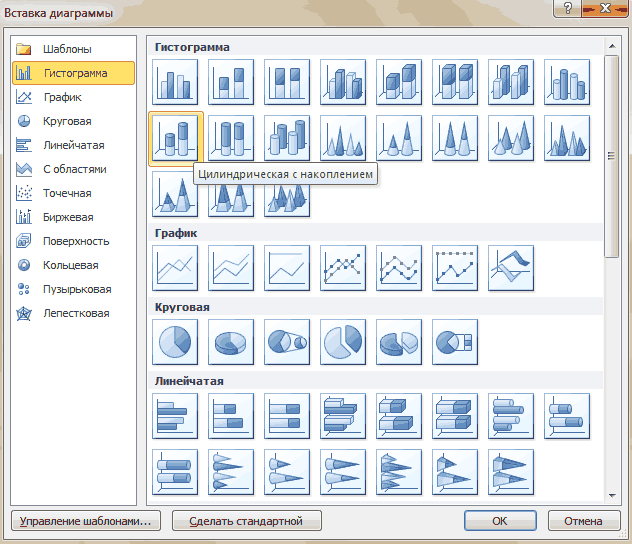 Вставка диаграммы
Шаблоны
Гистограмма
График
Круговая
Линейчатая
С областями
Точечная
Биржевая
Поверхность
Кольцевая
Пузырьковая
Лепестковая
Гистограмма
Цилиндрическая с накоплением
График
Круговая
Линейчатая
Управление шаблонами...
Сделать стандартной
ОК
Отмена